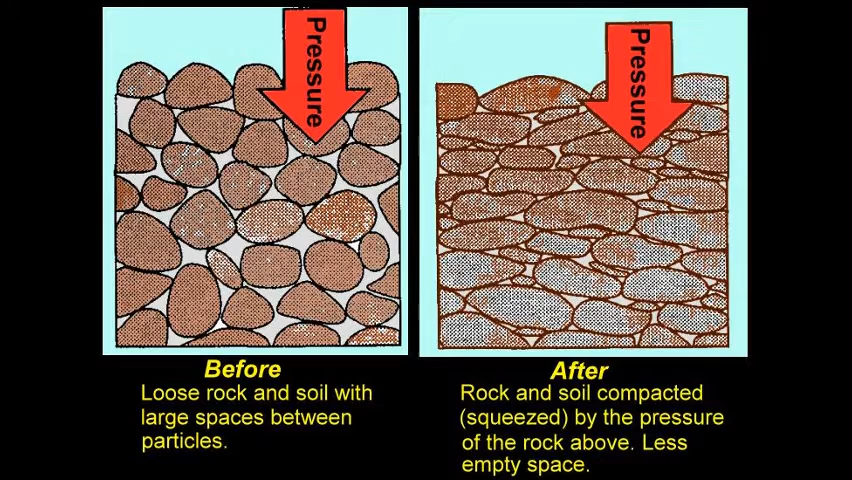 Pressure
Pressure
Before
Loose rock and soil with
large spaces between
particles.
After
Rock and soil compacted
(squeezed) by the pressure
of the rock above. Less
empty space.